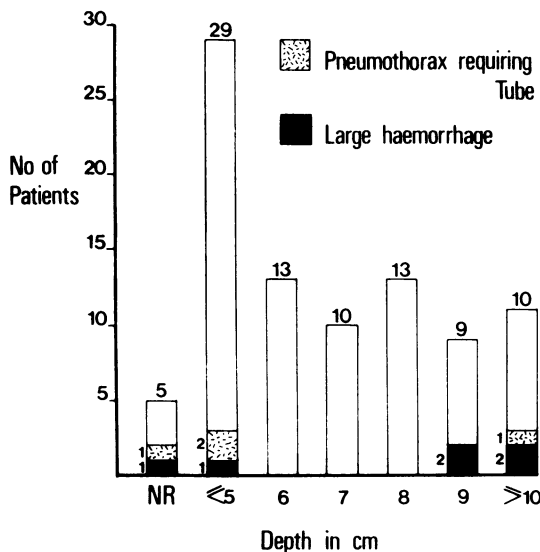 30
25
20
15
10
5
No of
Patients
Pneumothorax requiring
Tube
Large haemorrhage
5
29
13
10
13
9
10
1
1
2
1
2
1
2
NR ⩽5 6 7 8 9 ⩾10
Depth in cm